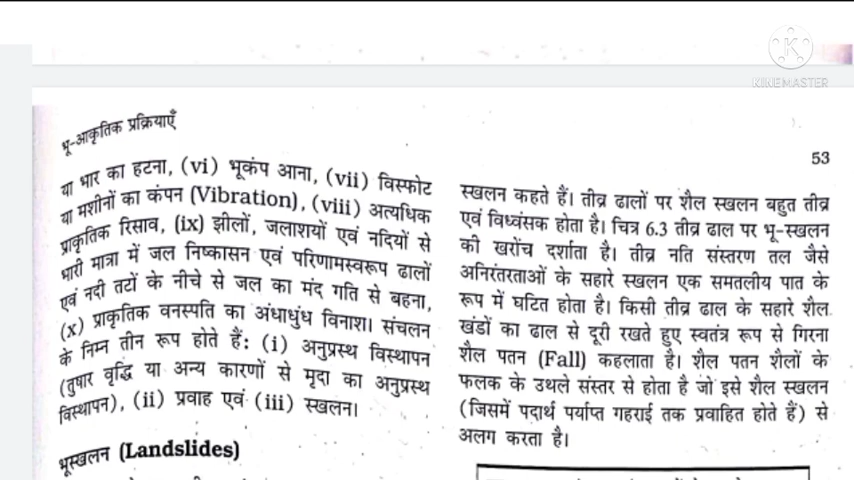 KINEMASTER
भू-आकृतिक प्रक्रियाएँ
53
या भार का हटना, (vi) भूकंप आना, (vii) विस्फोट
या मशीनों का कंपन (Vibration), (viii) अत्यधिक
प्राकृतिक रिसाव, (ix) झीलों, जलाशयों एवं नदियों से
भारी मात्रा में जल निष्कासन एवं परिणामस्वरूप ढालों
एवं नदी तटों के नीचे से जल का मंद गति से बहना,
(x) प्राकृतिक वनस्पति का अंधाधुंध विनाश। संचलन
के निम्न तीन रूप होते हैं: (i) अनुप्रस्थ विस्थापन
(तुषार वृद्धि या अन्य कारणों से मृदा का अनुप्रस्थ
विस्थापन), (ii) प्रवाह एवं (iii) स्खलन।
भूस्खलन (Landslides)
स्खलन कहते हैं। तीव्र ढालों पर शैल स्खलन बहुत तीव्र
एवं विध्वंसक होता है। चित्र 6.3 तीव्र ढाल पर भू-स्खलन
की खरोंच दर्शाता है। तीव्र नति संस्तरण तल जैसे
अनिरंतरताओं के सहारे स्खलन एक समतलीय पात के
रूप में घटित होता है। किसी तीव्र ढाल के सहारे शैल
खंडों का ढाल से दूरी रखते हुए स्वतंत्र रूप से गिरना
शैल पतन (Fall) कहलाता है। शैल पतन शैलों के
फलक के उथले संस्तर से होता है जो इसे शैल स्खलन
(जिसमें पदार्थ पर्याप्त गहराई तक प्रवाहित होते हैं) से
अलग करता है।